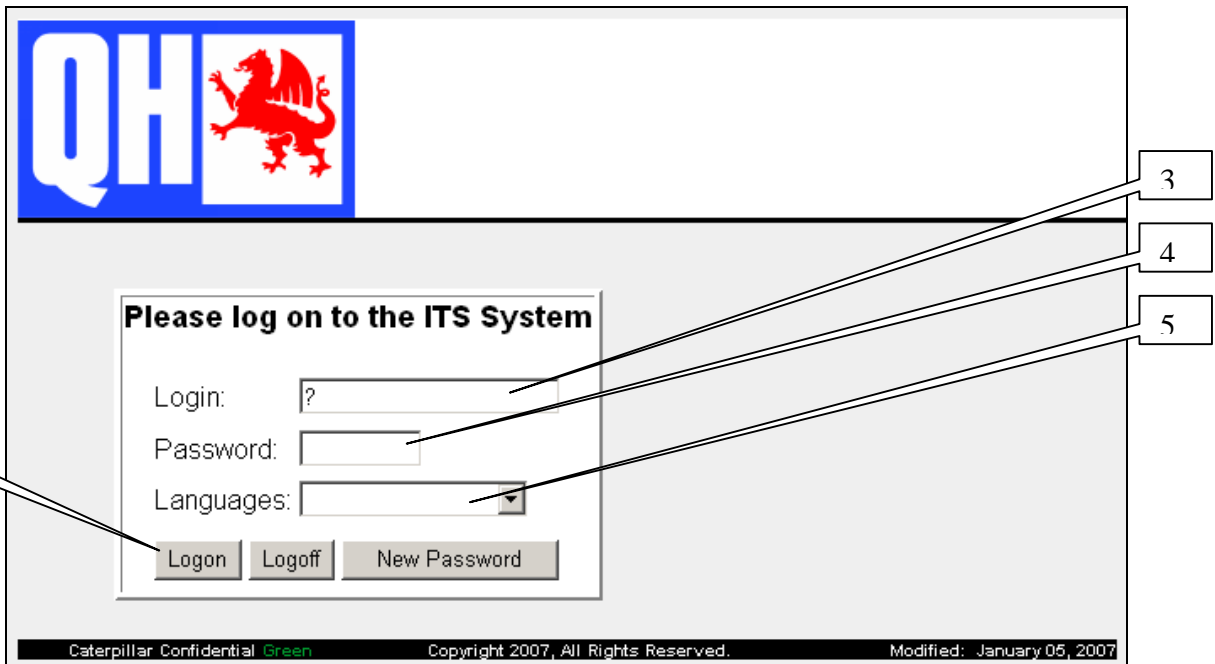 QH
3
4
5
Please log on to the ITS System
Login: ?
Password:
Languages:
Logon Logoff New Password
Caterpillar Confidential Green Copyright 2007, All Rights Reserved. Modified: January 05, 2007